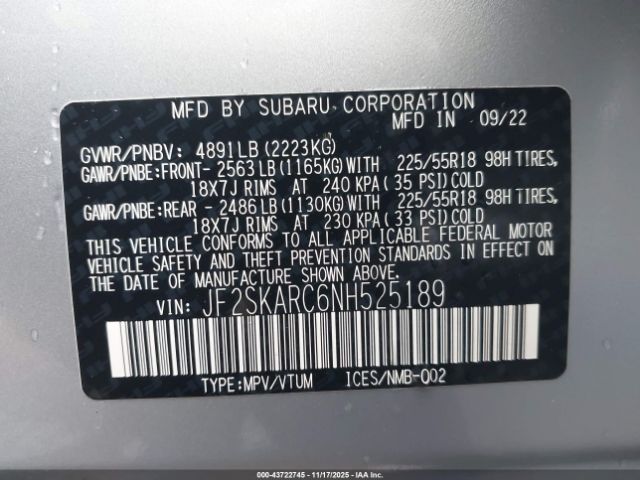 MFD BY SUBARU CORPORATION
MFD IN 09/22
GVWR/PNBV: 4891LB (2223KG)
GAWR/PNBE:FRONT- 2563 LB (1165KG) WITH 225/55R18 98H TIRES,
18X7J RIMS AT 240 KPA (35 PSI) COLD
GAWR/PNBE:REAR - 2486 LB (1130KG) WITH 225/55R18 98H TIRES,
18X7J RIMS AT 230 KPA (33 PSI) COLD
THIS VEHICLE CONFORMS TO ALL APPLICABLE FEDERAL MOTOR
VEHICLE SAFETY AND THEFT PREVENTION STANDARDS IN EFFECT ON
THE DATE OF MANUFACTURE SHOWN ABOVE.
VIN: JF2SKARC6NH525189
TYPE:MPV/VTUM ICES/NMB-002
000-43722745 - 11/17/2025 - IAAI.COM